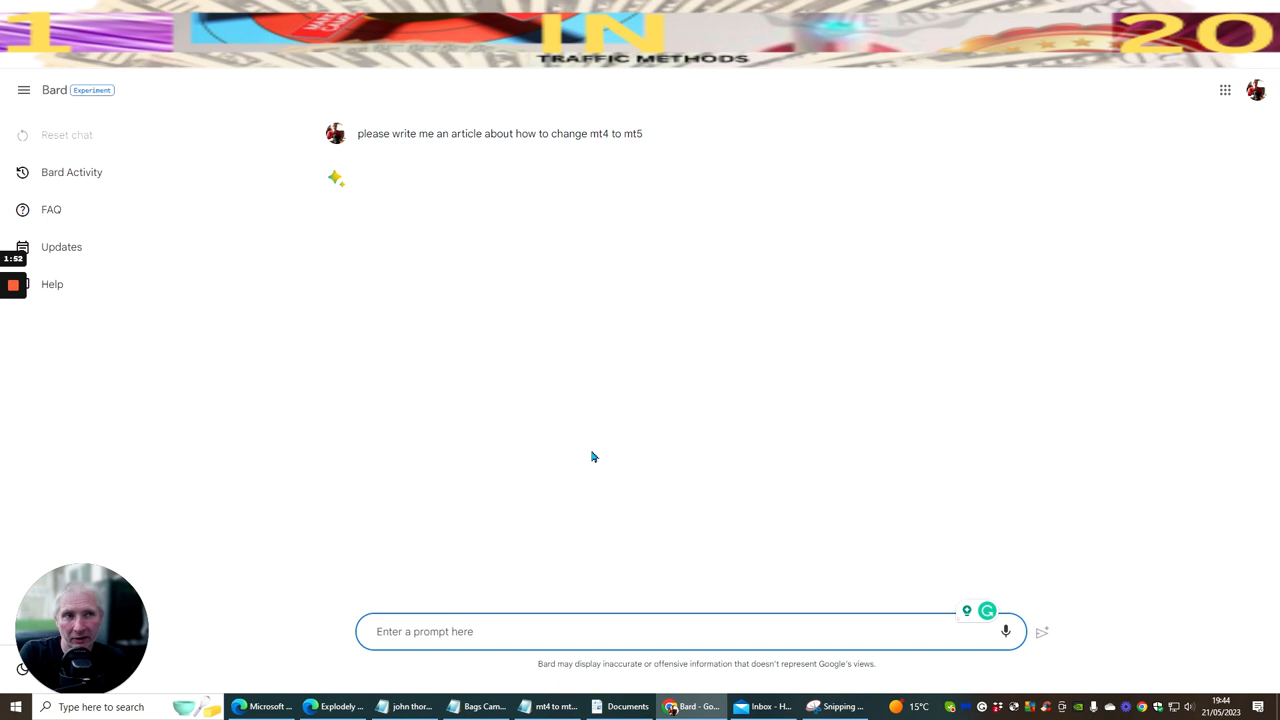 1 IN 20
TRAFFIC METHODS
Bard Experiment
Reset chat
please write me an article about how to change mt4 to mt5
Bard Activity
FAQ
Updates
1:52
Help
Enter a prompt here
Bard may display inaccurate or offensive information that doesn't represent Google's views.
Type here to search
Microsoft ...
Explodely ...
john thor...
Bags Cam...
mt4 to mt...
Documents
Bard - Go...
Inbox - H...
Snipping ...
15°C
19:44
21/05/2023